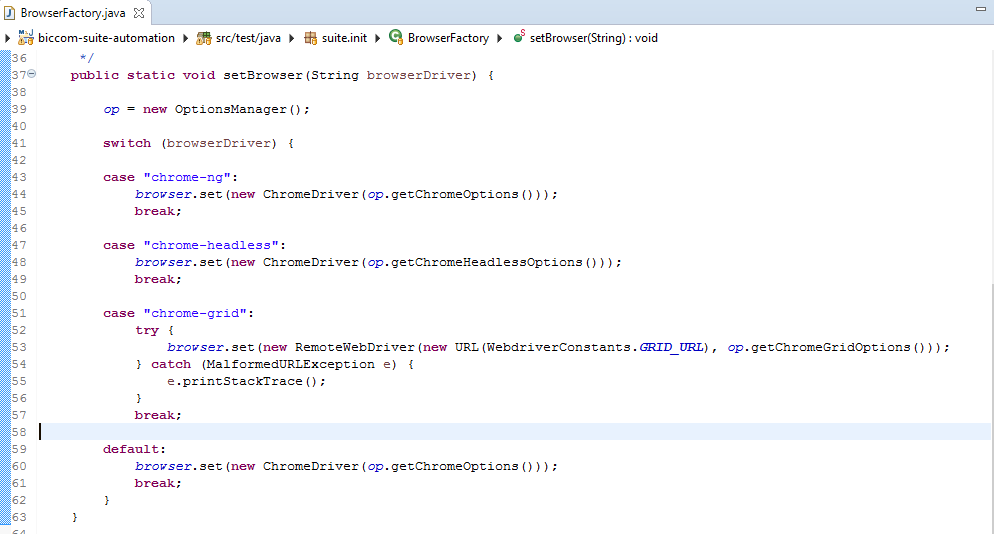 BrowserFactory.java
biccom-suite-automation src/test/java suite.init BrowserFactory setBrowser(String) : void
36 */
37 public static void setBrowser(String browserDriver) {
38
39 op = new OptionsManager();
40
41 switch (browserDriver) {
42
43 case "chrome-ng":
44 browser.set(new ChromeDriver(op.getChromeOptions()));
45 break;
46
47 case "chrome-headless":
48 browser.set(new ChromeDriver(op.getChromeHeadlessOptions()));
49 break;
50
51 case "chrome-grid":
52 try {
53 browser.set(new RemoteWebDriver(new URL(WebdriverConstants.GRID_URL), op.getChromeGridOptions()));
54 } catch (MalformedURLException e) {
55 e.printStackTrace();
56 }
57 break;
58
59 default:
60 browser.set(new ChromeDriver(op.getChromeOptions()));
61 break;
62 }
63 }
64